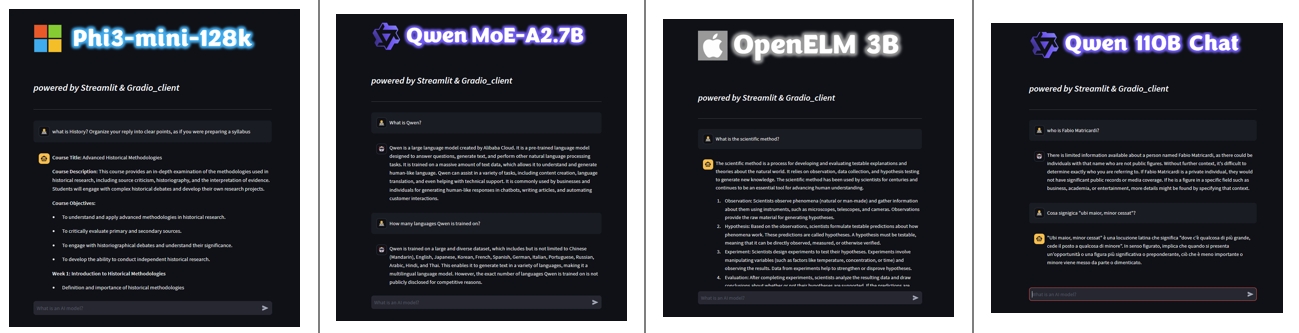 Phi3-mini-128k
powered by Streamlit & Gradio_client
what is History? Organize your reply into clear points, as if you were preparing a syllabus
Course Title: Advanced Historical Methodologies
Course Description: This course provides an in-depth examination of the methodologies used in
historical research, including source criticism, historiography, and the interpretation of evidence.
Students will engage with complex historical debates and develop their own research projects.
Course Objectives:
• To understand and apply advanced methodologies in historical research.
• To critically evaluate primary and secondary sources.
• To engage with historiographical debates and understand their significance.
• To develop the ability to conduct independent historical research.
Week 1: Introduction to Historical Methodologies
• Definition and importance of historical methodologies
What is an AI model?
Qwen MoE-A2.7B
powered by Streamlit & Gradio_client
What is Qwen?
Qwen is a large language model created by Alibaba Cloud. It is a pre-trained language model
designed to answer questions, generate text, and perform other natural language processing
tasks. It is trained on a massive amount of text data, which allows it to understand and generate
human-like language. Qwen can assist in a variety of tasks, including content creation, language
translation, and even helping with technical support. It is commonly used by businesses and
individuals for generating human-like responses in chatbots, writing articles, and automating
customer interactions.
How many languages Qwen is trained on?
Qwen is trained on a large and diverse dataset, which includes but is not limited to Chinese
(Mandarin), English, Japanese, Korean, French, Spanish, German, Italian, Portuguese, Russian,
Arabic, Hindi, and Thai. This enables it to generate text in a variety of languages, making it a
multilingual language model. However, the exact number of languages Qwen is trained on is not
publicly disclosed for competitive reasons.
What is an AI model?
OpenELM 3B
powered by Streamlit & Gradio_client
What is the scientific method?
The scientific method is a process for developing and evaluating testable explanations and
theories about the natural world. It relies on observation, data collection, and hypothesis testing
to generate new knowledge. The scientific method has been used by scientists for centuries and
continues to be an essential tool for advancing human understanding.
1. Observation: Scientists observe phenomena (natural or man-made) and gather information
about them using instruments, such as microscopes, telescopes, and cameras. Observations
provide the raw material for generating hypotheses.
2. Hypothesis: Based on observations, scientists formulate testable predictions about how
phenomena work. These predictions are called hypotheses. A hypothesis must be testable,
meaning that it can be directly observed, measured, or otherwise verified.
3. Experiment: Scientists design experiments to test their hypotheses. Experiments involve
manipulating variables (such as factors like temperature, concentration, or time) and
observing the results. Data from experiments help to strengthen or disprove hypotheses.
4. Evaluation: After completing experiments, scientists analyze the resulting data and draw
conclusions about whether or not their hypotheses are supported. If the predictions are
What is an AI model?
Qwen 110B Chat
powered by Streamlit & Gradio_client
who is Fabio Matricardi?
There is limited information available about a person named Fabio Matricardi, as there could be
individuals with that name who are not public figures. Without further context, it's difficult to
determine exactly who you are referring to. If Fabio Matricardi is a private individual, they would
not have significant public records or media coverage. If he is a figure in a specific field such as
business, academia, or entertainment, more details might be found by specifying that context.
Cosa signigica "ubi maior, minor cessat"?
"Ubi maior, minor cessat" è una locuzione latina che significa "dove c'è qualcosa di più grande,
cede il posto a qualcosa di minore". In senso figurato, implica che quando si presenta
un'opportunità o una figura più significativa o preponderante, ciò che è meno importante o
minore viene messo da parte o dimenticato.
What is an AI model?